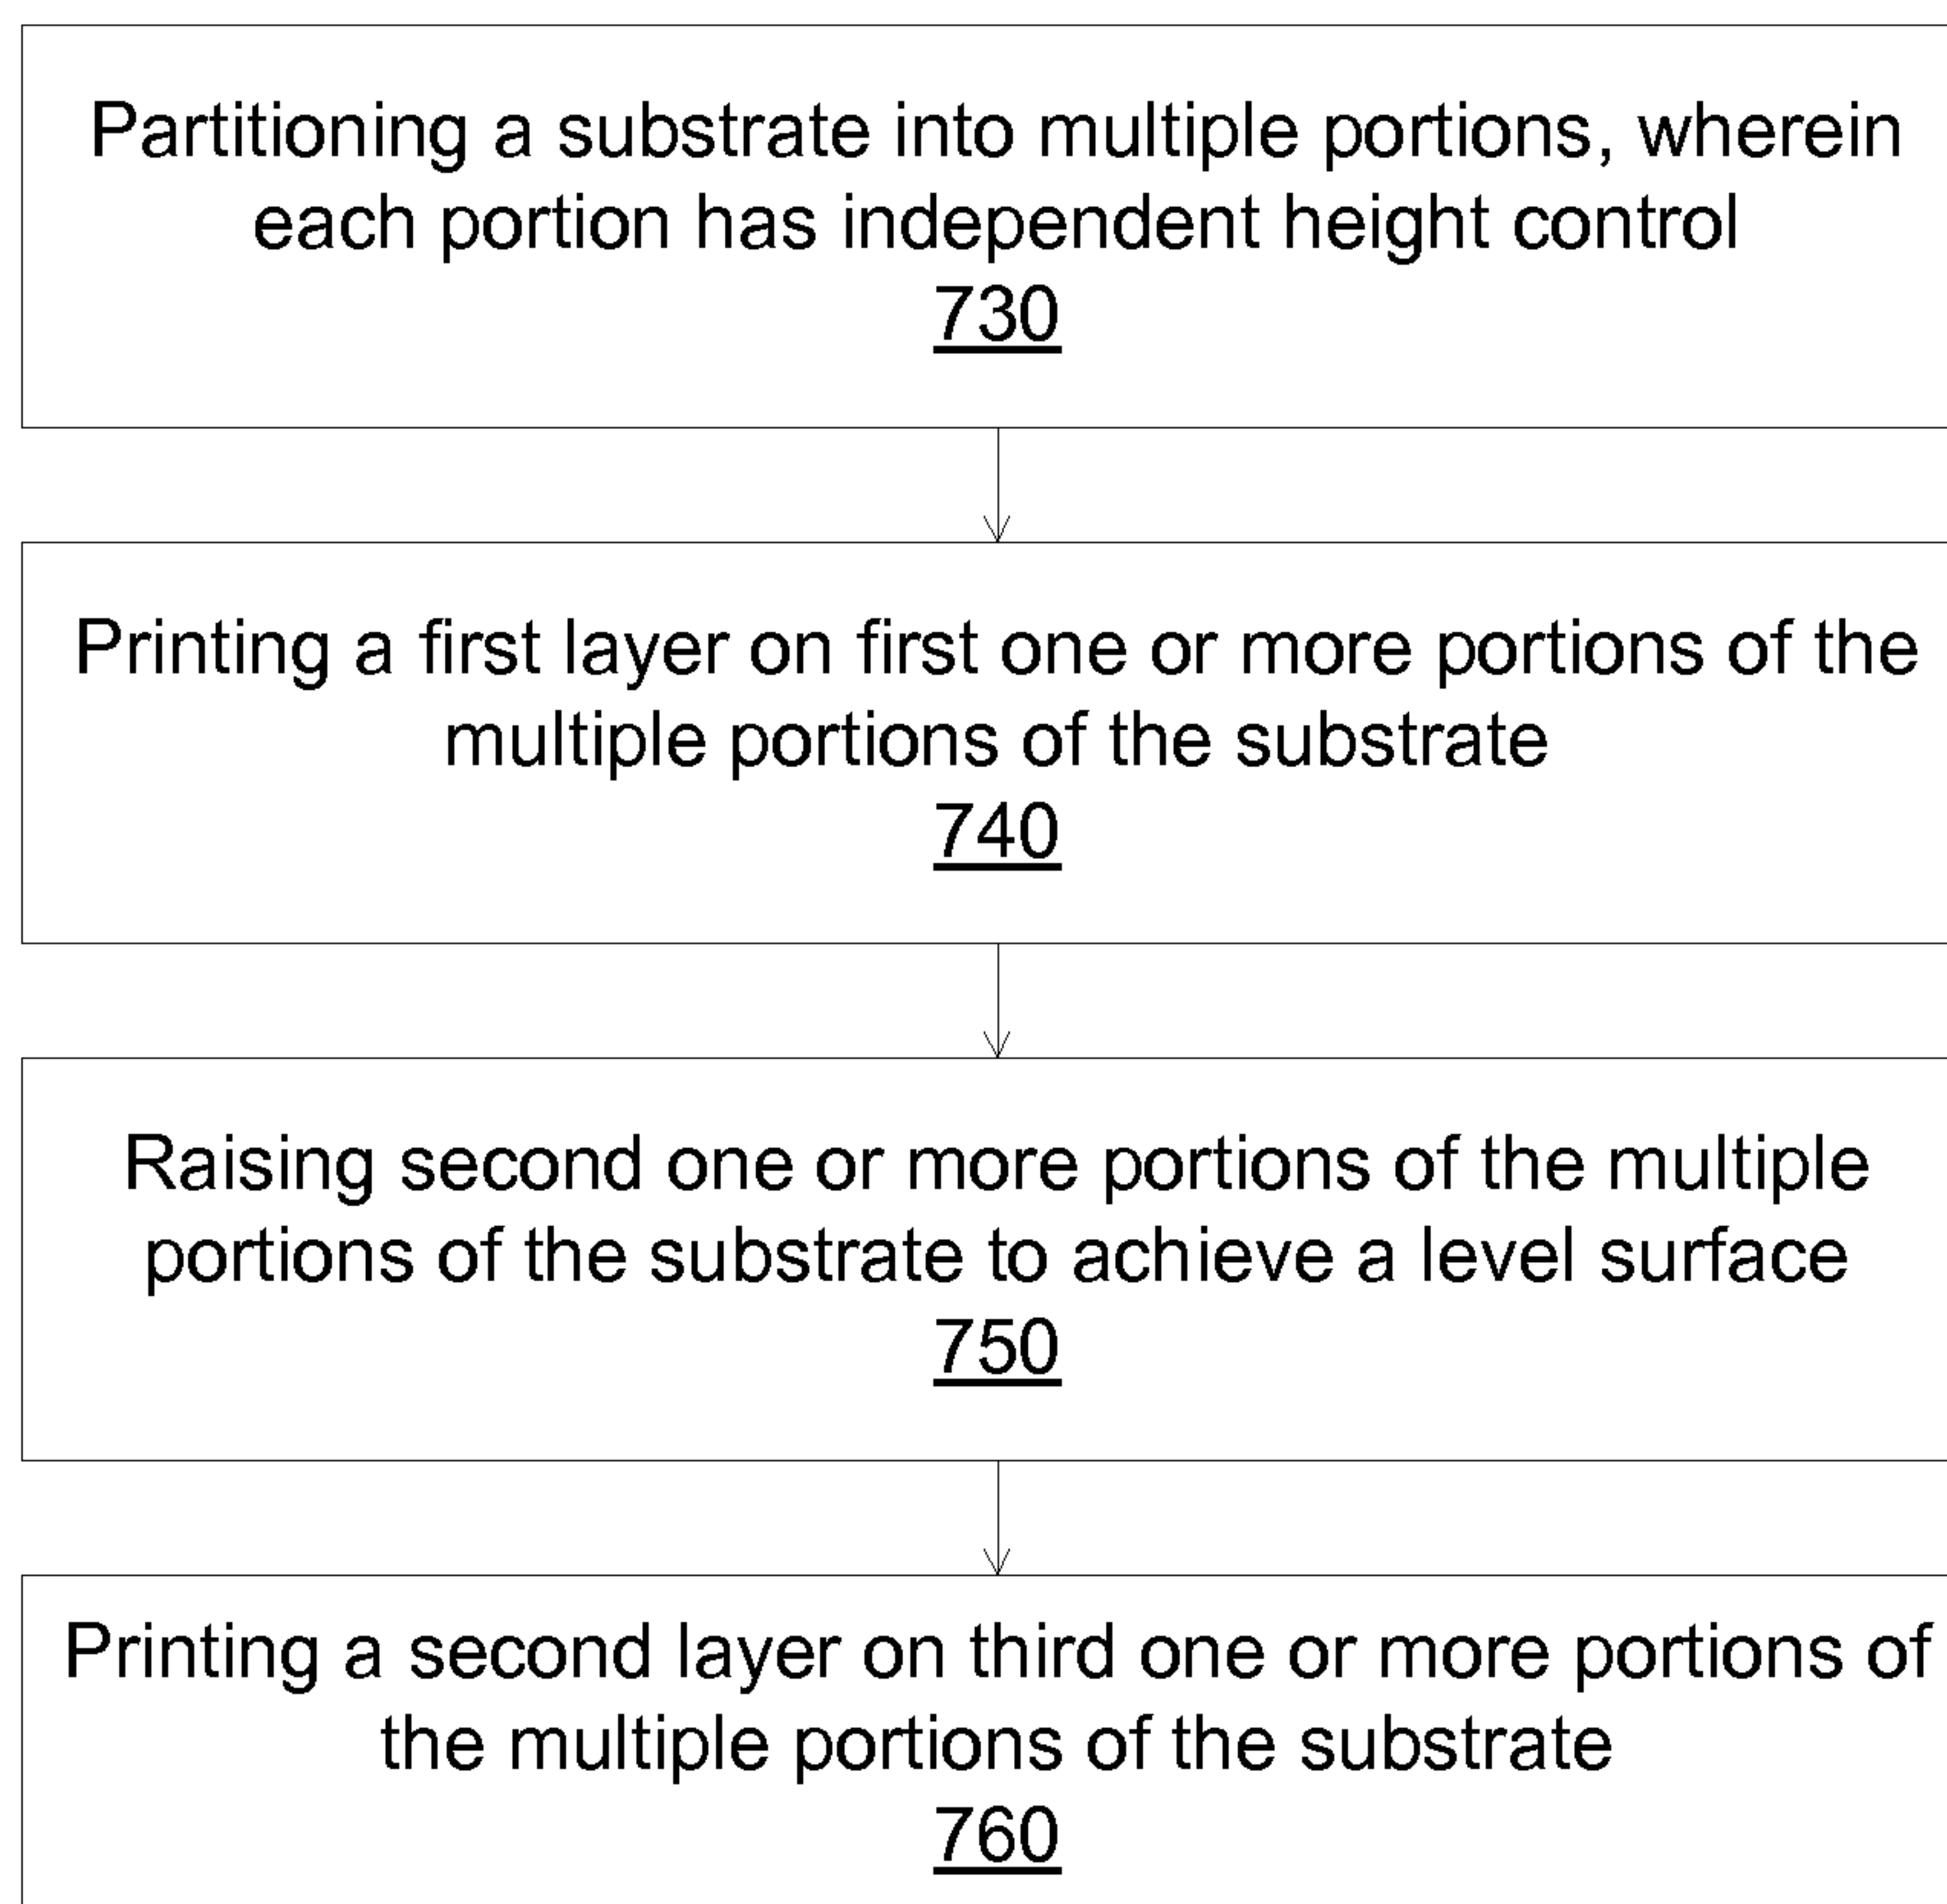 Partitioning a substrate into multiple portions, wherein
each portion has independent height control
730
Printing a first layer on first one or more portions of the
multiple portions of the substrate
740
Raising second one or more portions of the multiple
portions of the substrate to achieve a level surface
750
Printing a second layer on third one or more portions of
the multiple portions of the substrate
760